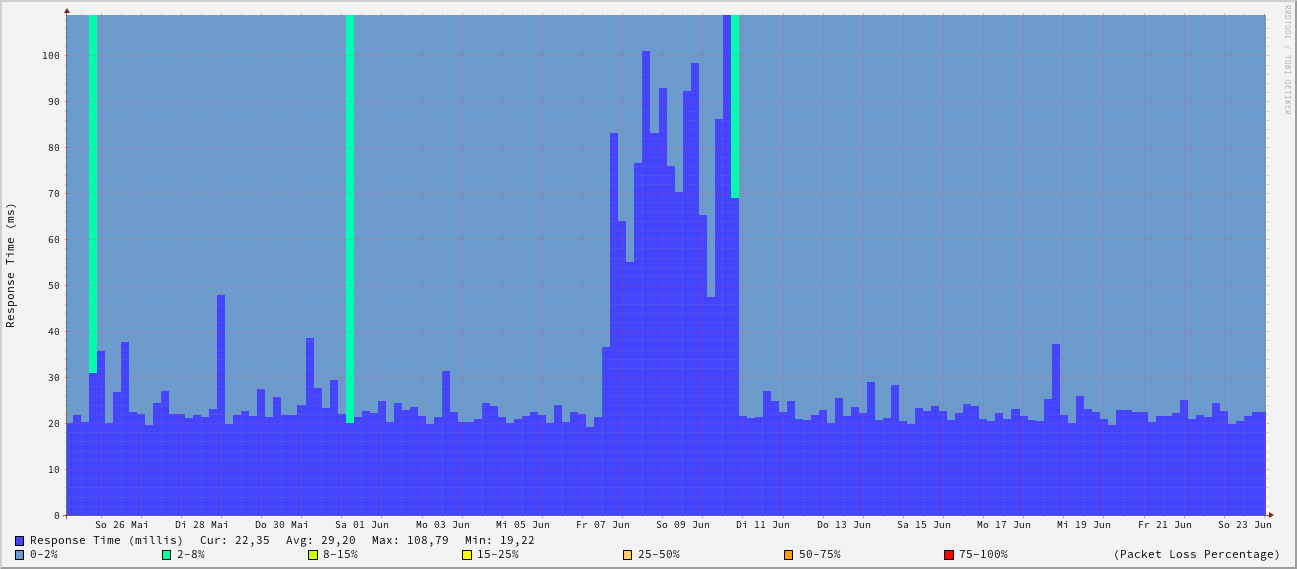 RRDTOOL / TOBI OETIKER
Response Time (ms)
100
90
80
70
60
50
40
30
20
10
0
So 26 Mai Di 28 Mai Do 30 Mai Sa 01 Jun Mo 03 Jun Mi 05 Jun Fr 07 Jun So 09 Jun Di 11 Jun Do 13 Jun Sa 15 Jun Mo 17 Jun Mi 19 Jun Fr 21 Jun So 23 Jun
Response Time (millis) Cur: 22,35 Avg: 29,20 Max: 108,79 Min: 19,22
0-2% 2-8% 8-15% 15-25% 25-50% 50-75% 75-100% (Packet Loss Percentage)